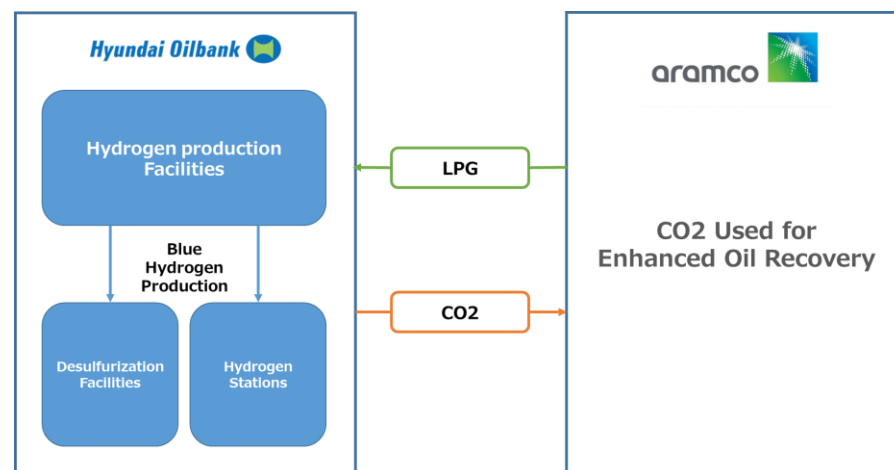 Hyundai Oilbank
aramco
Hydrogen production
Facilities
LPG
Blue
Hydrogen
Production
CO2 Used for
Enhanced Oil Recovery
CO2
Desulfurization
Facilities
Hydrogen
Stations